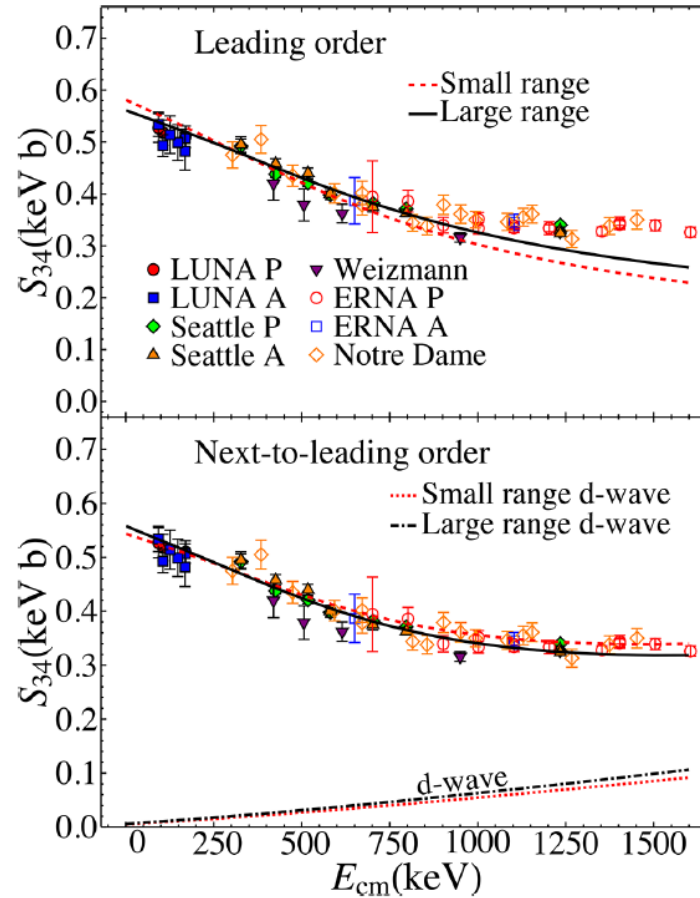 0.7
Leading order
0.6
Small range
Large range
0.5
0.4
0.3
S34(keV b)
LUNA P
Weizmann
0.2
LUNA A
ERNA P
Seattle P
ERNA A
0.1
Seattle A
Notre Dame
0.0
0.7
Next-to-leading order
0.6
Small range d-wave
Large range d-wave
0.5
0.4
0.3
S34(keV b)
0.2
0.1
d-wave
0.0
0 250 500 750 1000 1250 1500
Ecm(keV)